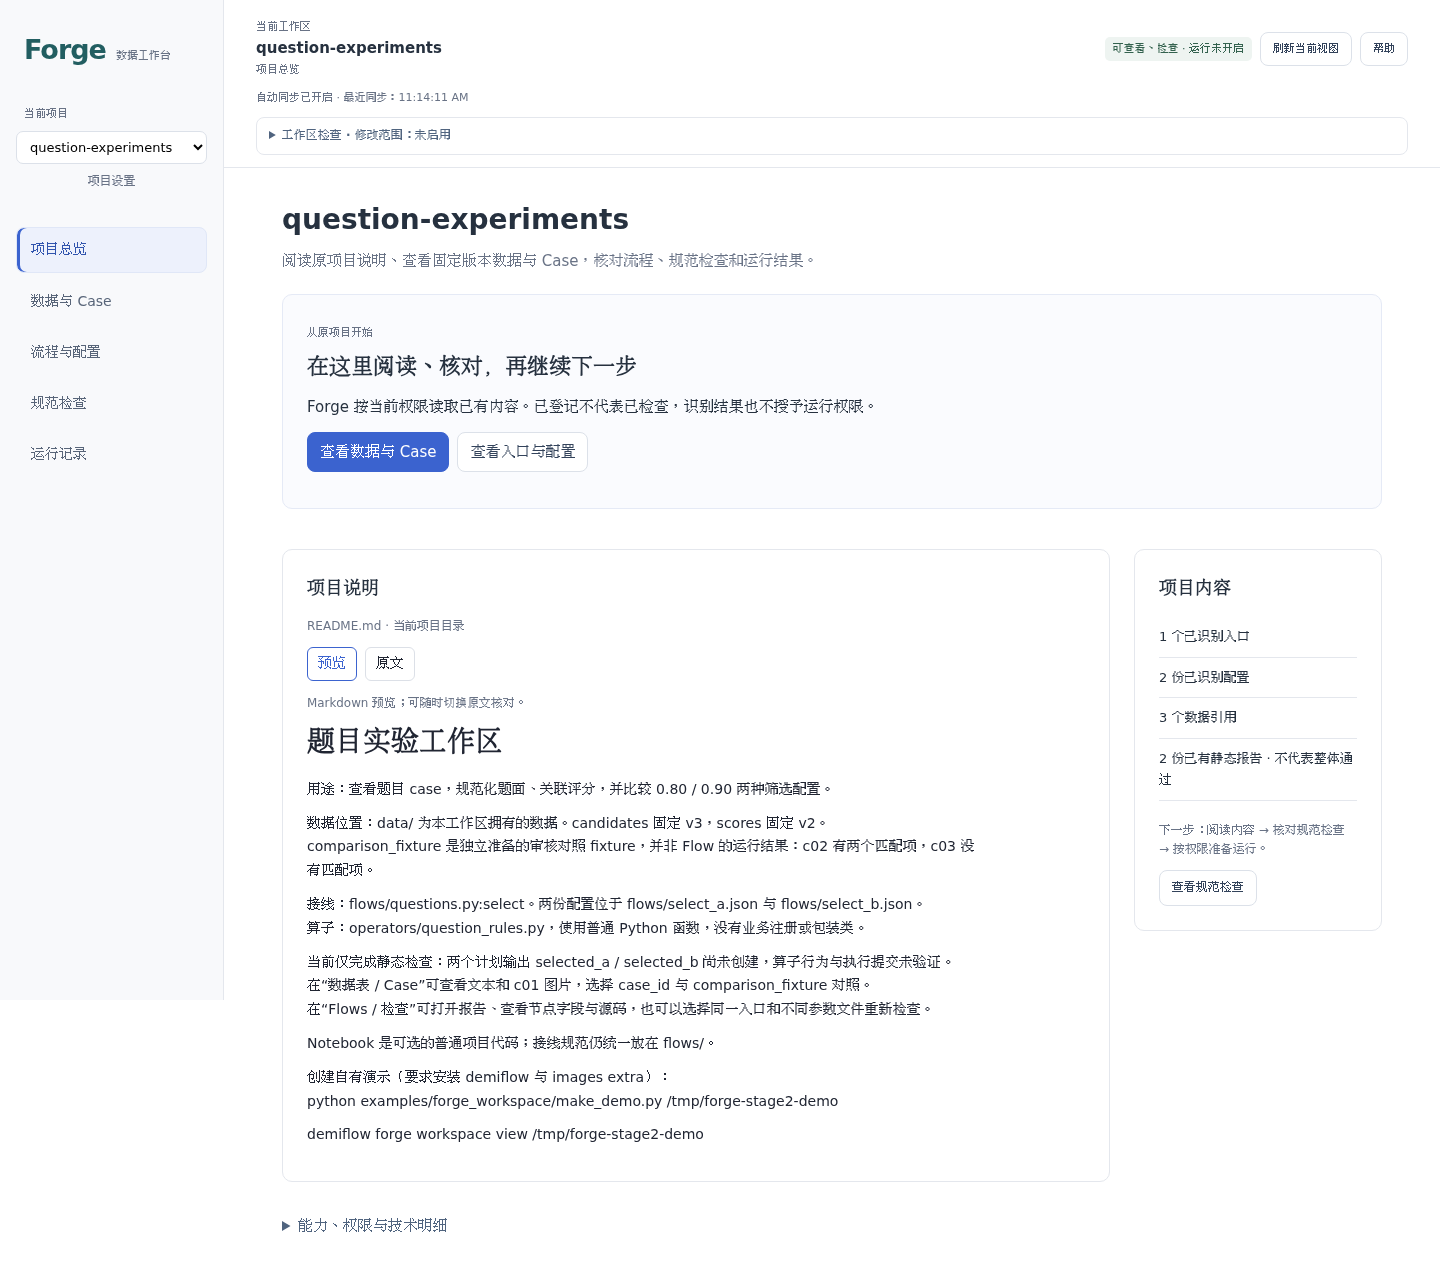 Forge 数据工作台
当前项目
question-experiments
项目设置
项目总览
数据与 Case
流程与配置
规范检查
运行记录
当前工作区
question-experiments
项目总览
自动同步已开启 · 最近同步：11:14:11 AM
可查看、检查 · 运行未开启
刷新当前视图
帮助
▶ 工作区检查 · 修改范围：未启用
question-experiments
阅读原项目说明、查看固定版本数据与 Case，核对流程、规范检查和运行结果。
从原项目开始
在这里阅读、核对，再继续下一步
Forge 按当前权限读取已有内容。已登记不代表已检查，识别结果也不授予运行权限。
查看数据与 Case
查看入口与配置
项目说明
README.md · 当前项目目录
预览
原文
Markdown 预览；可随时切换原文核对。
题目实验工作区
用途：查看题目 case，规范化题面、关联评分，并比较 0.80 / 0.90 两种筛选配置。
数据位置：data/ 为本工作区拥有的数据。candidates 固定 v3，scores 固定 v2。
comparison_fixture 是独立准备的审核对照 fixture，并非 Flow 的运行结果：c02 有两个匹配项，c03 没
有匹配项。
接线：flows/questions.py:select。两份配置位于 flows/select_a.json 与 flows/select_b.json。
算子：operators/question_rules.py，使用普通 Python 函数，没有业务注册或包装类。
当前仅完成静态检查：两个计划输出 selected_a / selected_b 尚未创建，算子行为与执行提交未验证。
在“数据表 / Case”可查看文本和 c01 图片，选择 case_id 与 comparison_fixture 对照。
在“Flows / 检查”可打开报告、查看节点字段与源码，也可以选择同一入口和不同参数文件重新检查。
Notebook 是可选的普通项目代码；接线规范仍统一放在 flows/。
创建自有演示（要求安装 demiflow 与 images extra）：
python examples/forge_workspace/make_demo.py /tmp/forge-stage2-demo
demiflow forge workspace view /tmp/forge-stage2-demo
项目内容
1 个已识别入口
2 份已识别配置
3 个数据引用
2 份已有静态报告 · 不代表整体通
过
下一步：阅读内容 → 核对规范检查
→ 按权限准备运行。
查看规范检查
▶ 能力、权限与技术明细